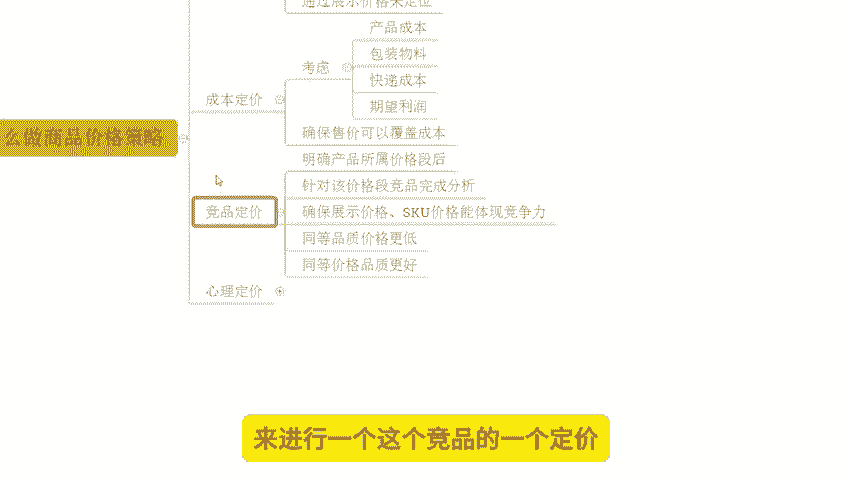 通过展示价格来定位
产品成本
包装物料
考虑
快递成本
成本定价
期望利润
么做商品价格策略
确保售价可以覆盖成本
明确产品所属价格段后
针对该价格段竞品完成分析
竞品定价
确保展示价格、SKU价格能体现竞争力
同等品质价格更低
同等价格品质更好
心理定价
来进行一个这个竞品的一个定价